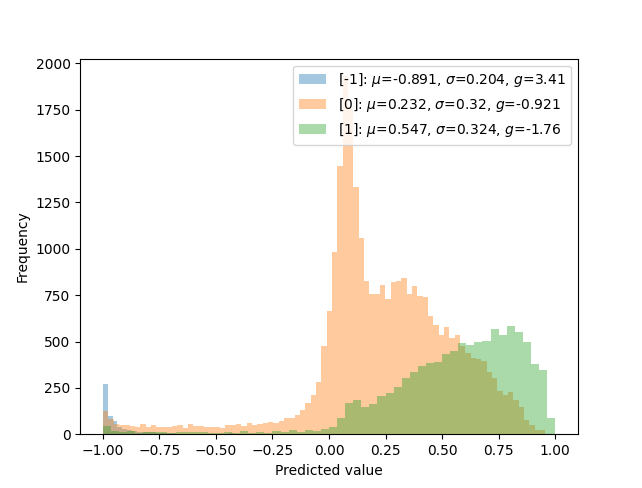 2000
1750
1500
1250
1000
750
500
250
0
Frequency
[-1]: μ=-0.891, σ=0.204, g=3.41
[0]: μ=0.232, σ=0.32, g=-0.921
[1]: μ=0.547, σ=0.324, g=-1.76
−1.00 −0.75 −0.50 −0.25 0.00 0.25 0.50 0.75 1.00
Predicted value